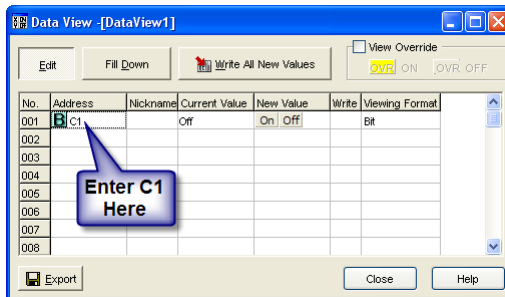 Data View -[DataView1]
View Override
Edit Fill Down Write All New Values OVR ON OVR OFF
No. Address Nickname Current Value New Value Write Viewing Format
001 B C1 Off On Off Bit
002
003
004
005
006
007
008
Enter C1
Here
Export Close Help